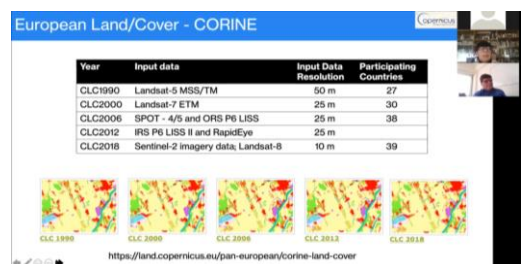 European Land/Cover - CORINE
Copernicus
Year Input data Input Data Resolution Participating Countries
CLC1990 Landsat-5 MSS/TM 50 m 27
CLC2000 Landsat-7 ETM 25 m 30
CLC2006 SPOT - 4/5 and ORS P6 LISS 25 m 38
CLC2012 IRS P6 LISS II and RapidEye 25 m
CLC2018 Sentinel-2 imagery data; Landsat-8 10 m 39
CLC 1990 CLC 2000 CLC 2006 CLC 2012 CLC 2018
https://land.copernicus.eu/pan-european/corine-land-cover